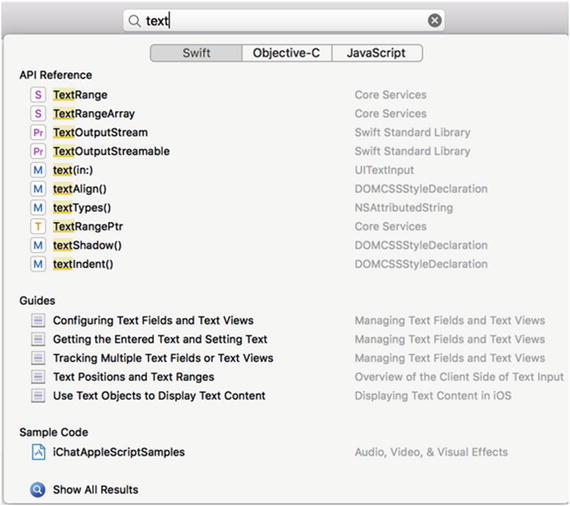 text
Swift Objective-C JavaScript
API Reference
S TextRange Core Services
S TextRangeArray Core Services
Pr TextOutputStream Swift Standard Library
Pr TextOutputStreamable Swift Standard Library
M text(in:) UITextInput
M textAlign() DOMCSSStyleDeclaration
M textTypes() NSAttributedString
T TextRangePtr Core Services
M textShadow() DOMCSSStyleDeclaration
M textIndent() DOMCSSStyleDeclaration
Guides
Configuring Text Fields and Text Views Managing Text Fields and Text Views
Getting the Entered Text and Setting Text Managing Text Fields and Text Views
Tracking Multiple Text Fields or Text Views Managing Text Fields and Text Views
Text Positions and Text Ranges Overview of the Client Side of Text Input
Use Text Objects to Display Text Content Displaying Text Content in iOS
Sample Code
iChatAppleScriptSamples Audio, Video, & Visual Effects
Show All Results